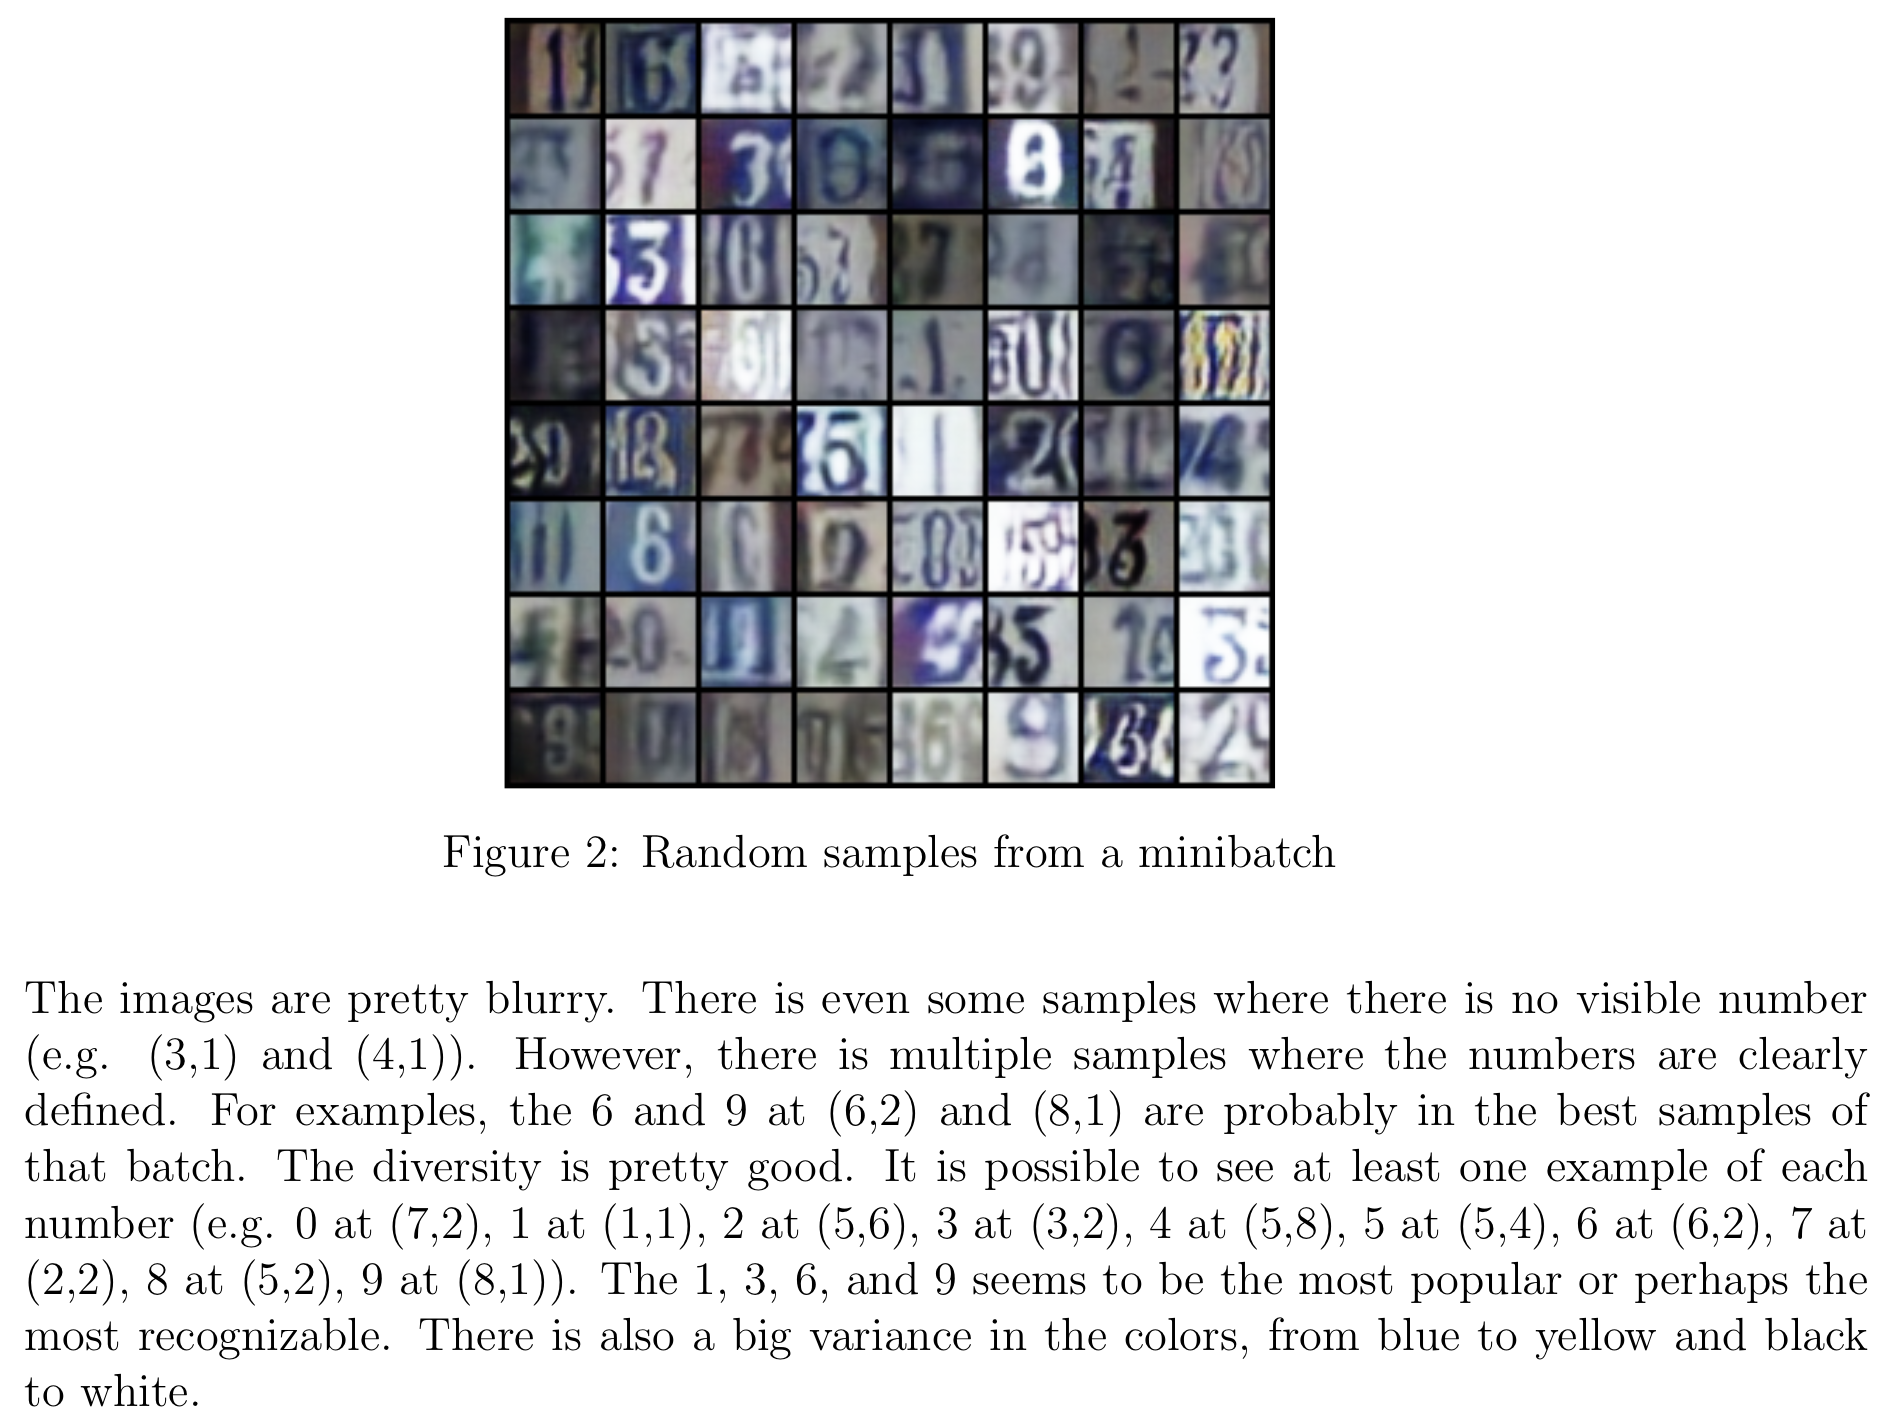 Figure 2: Random samples from a minibatch
The images are pretty blurry. There is even some samples where there is no visible number
(e.g. (3,1) and (4,1)). However, there is multiple samples where the numbers are clearly
defined. For examples, the 6 and 9 at (6,2) and (8,1) are probably in the best samples of
that batch. The diversity is pretty good. It is possible to see at least one example of each
number (e.g. 0 at (7,2), 1 at (1,1), 2 at (5,6), 3 at (3,2), 4 at (5,8), 5 at (5,4), 6 at (6,2), 7 at
(2,2), 8 at (5,2), 9 at (8,1)). The 1, 3, 6, and 9 seems to be the most popular or perhaps the
most recognizable. There is also a big variance in the colors, from blue to yellow and black
to white.